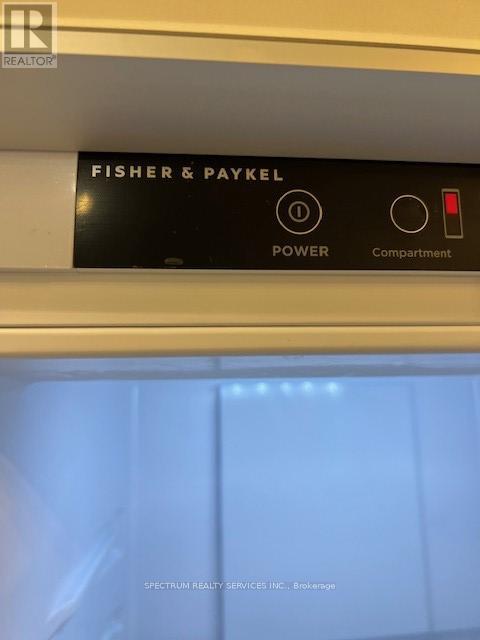 R
REALTOR®
FISHER & PAYKEL
POWER
Compartment
SPECTRUM REALTY SERVICES INC., Brokerage